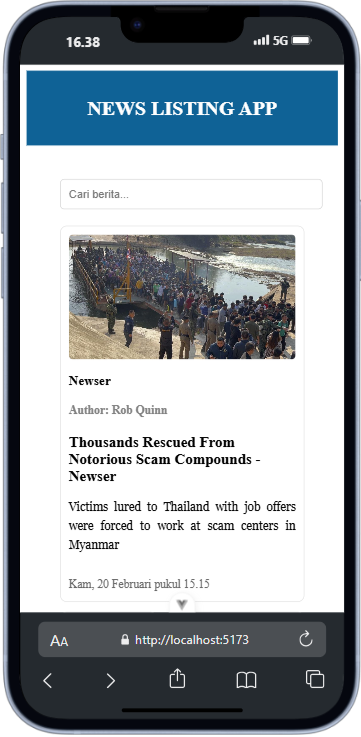 16.38
5G
NEWS LISTING APP
Cari berita...
Newser
Author: Rob Quinn
Thousands Rescued From
Notorious Scam Compounds -
Newser
Victims lured to Thailand with job offers
were forced to work at scam centers in
Myanmar
Kam, 20 Februari pukul 15.15
AA
http://localhost:5173